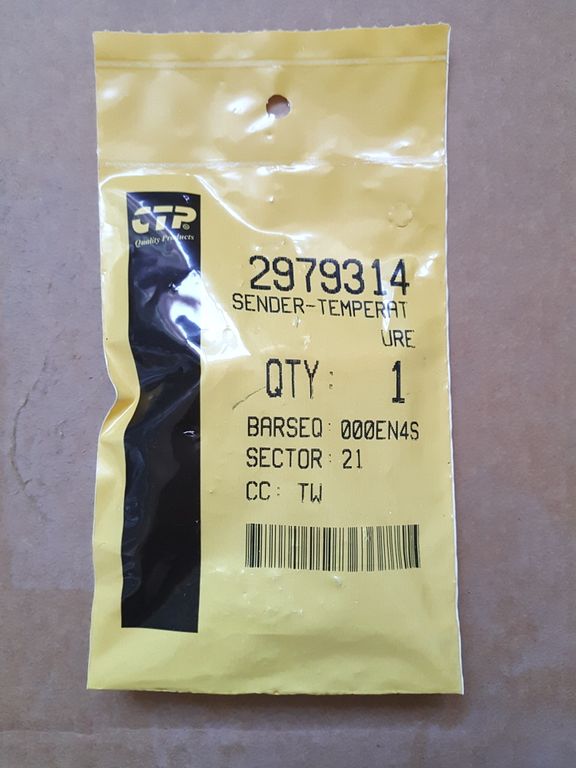 CTP®
Quality Products
2979314
SENDER-TEMPERAT
URE
QTY: 1
BARSEQ: 000EN4S
SECTOR: 21
CC: TW